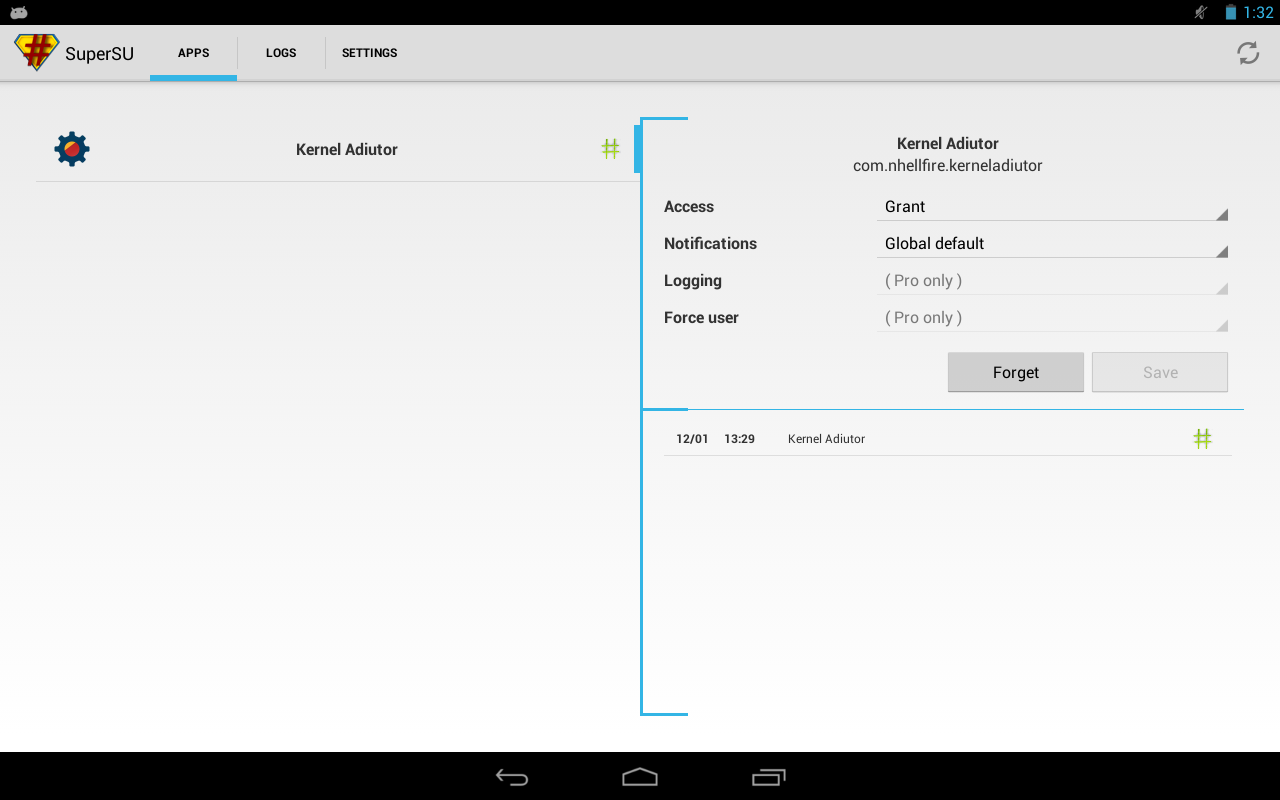 1:32
SuperSU
APPS
LOGS
SETTINGS
Kernel Adiutor
Kernel Adiutor
com.nhellfire.kerneladiutor
Access Grant
Notifications Global default
Logging ( Pro only )
Force user ( Pro only )
Forget Save
12/01 13:29 Kernel Adiutor